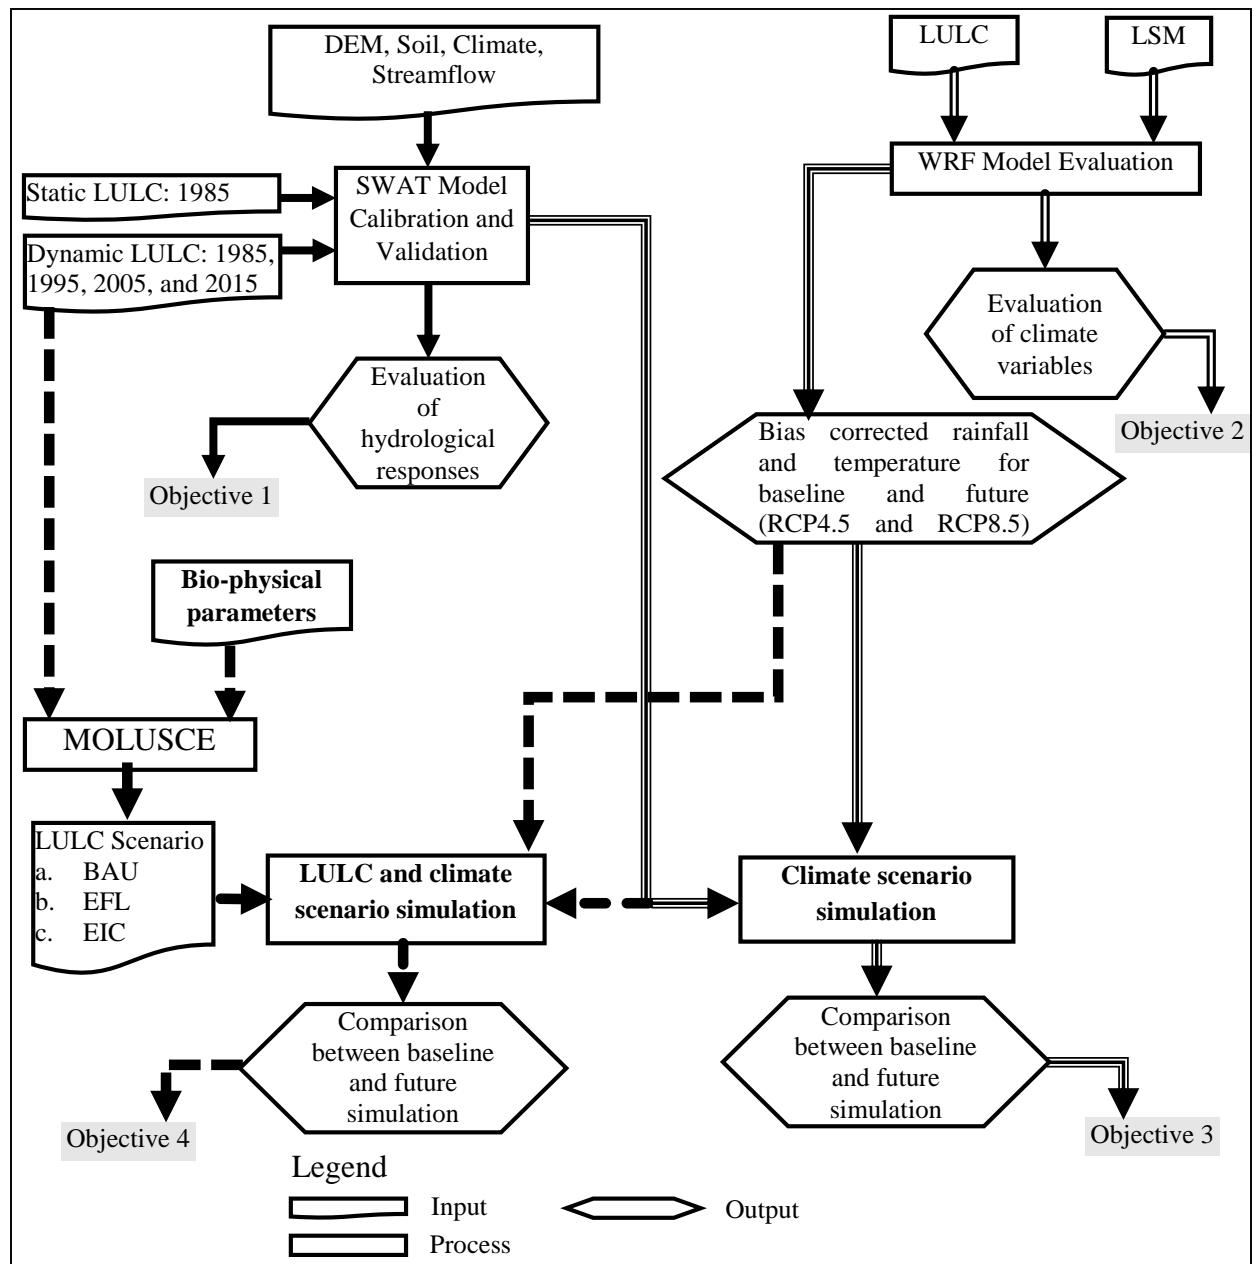 DEM, Soil, Climate,
Streamflow
LULC
LSM
WRF Model Evaluation
Static LULC: 1985
SWAT Model
Calibration and
Validation
Dynamic LULC: 1985,
1995, 2005, and 2015
Evaluation
of climate
variables
Evaluation
of
hydrological
responses
Objective 1
Bias corrected rainfall
and temperature for
baseline and future
(RCP4.5 and RCP8.5)
Objective 2
Bio-physical
parameters
MOLUSCE
LULC Scenario
a. BAU
b. EFL
c. EIC
LULC and climate
scenario simulation
Climate scenario
simulation
Comparison
between baseline
and future
simulation
Comparison
between baseline
and future
simulation
Objective 4
Objective 3
Legend
Input
Output
Process